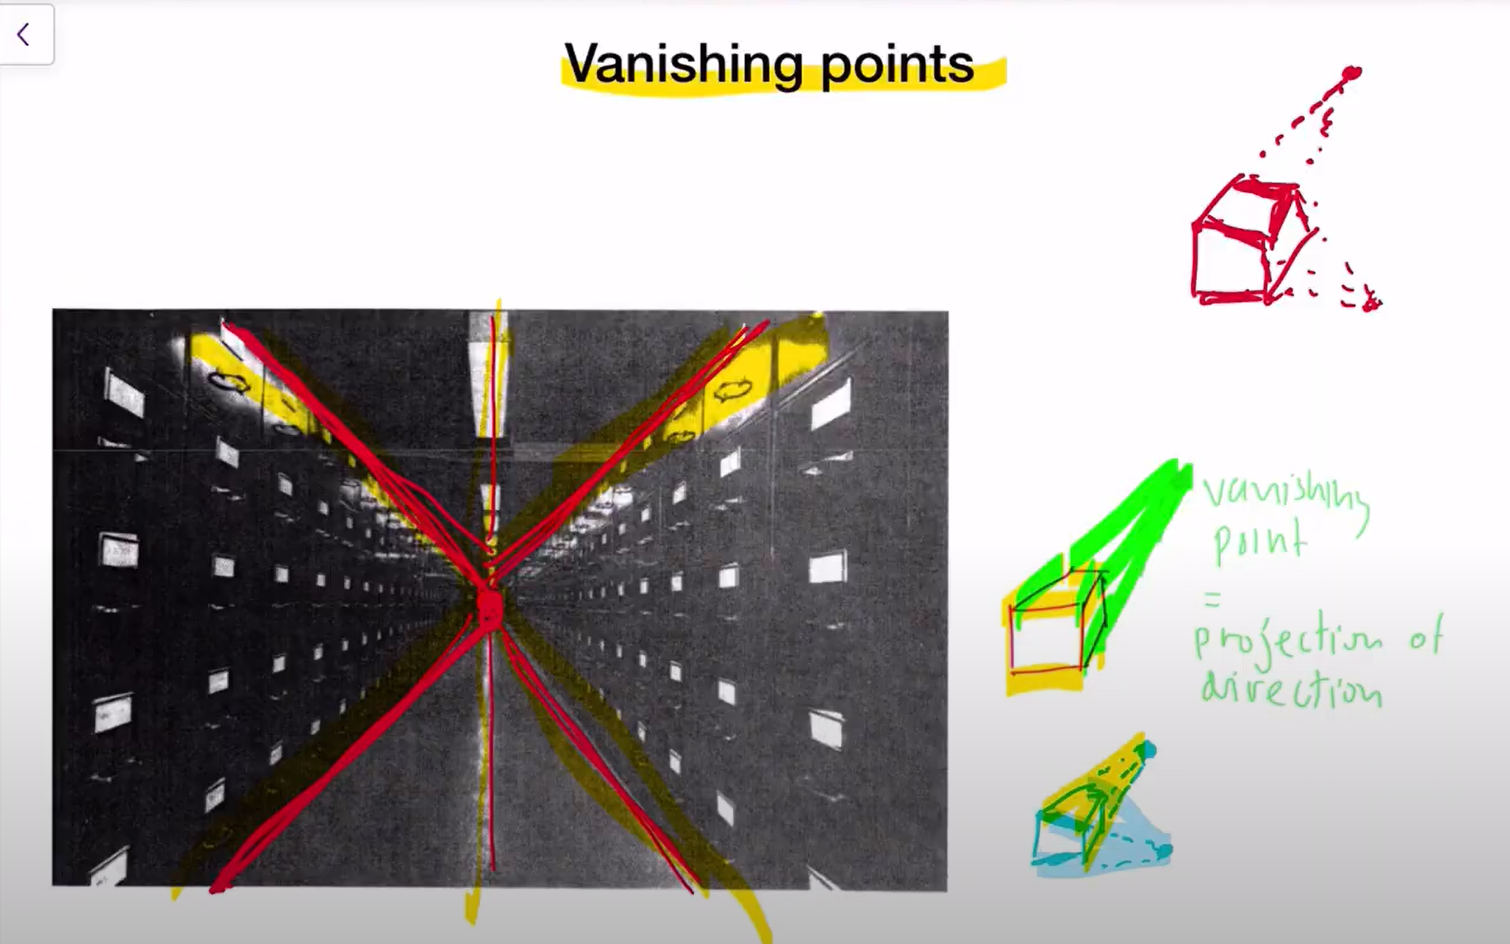 Vanishing points
vanishing
point
=
projection of
direction